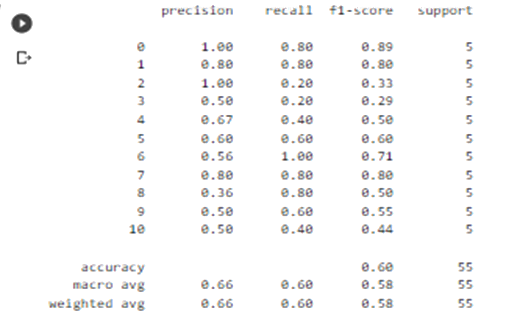 precision recall f1-score support
0 1.00 0.80 0.89 5
1 0.80 0.80 0.80 5
2 1.00 0.20 0.33 5
3 0.50 0.20 0.29 5
4 0.67 0.40 0.50 5
5 0.60 0.60 0.60 5
6 0.56 1.00 0.71 5
7 0.80 0.80 0.80 5
8 0.36 0.80 0.50 5
9 0.50 0.60 0.55 5
10 0.50 0.40 0.44 5
accuracy 0.60 55
macro avg 0.66 0.60 0.58 55
weighted avg 0.66 0.60 0.58 55